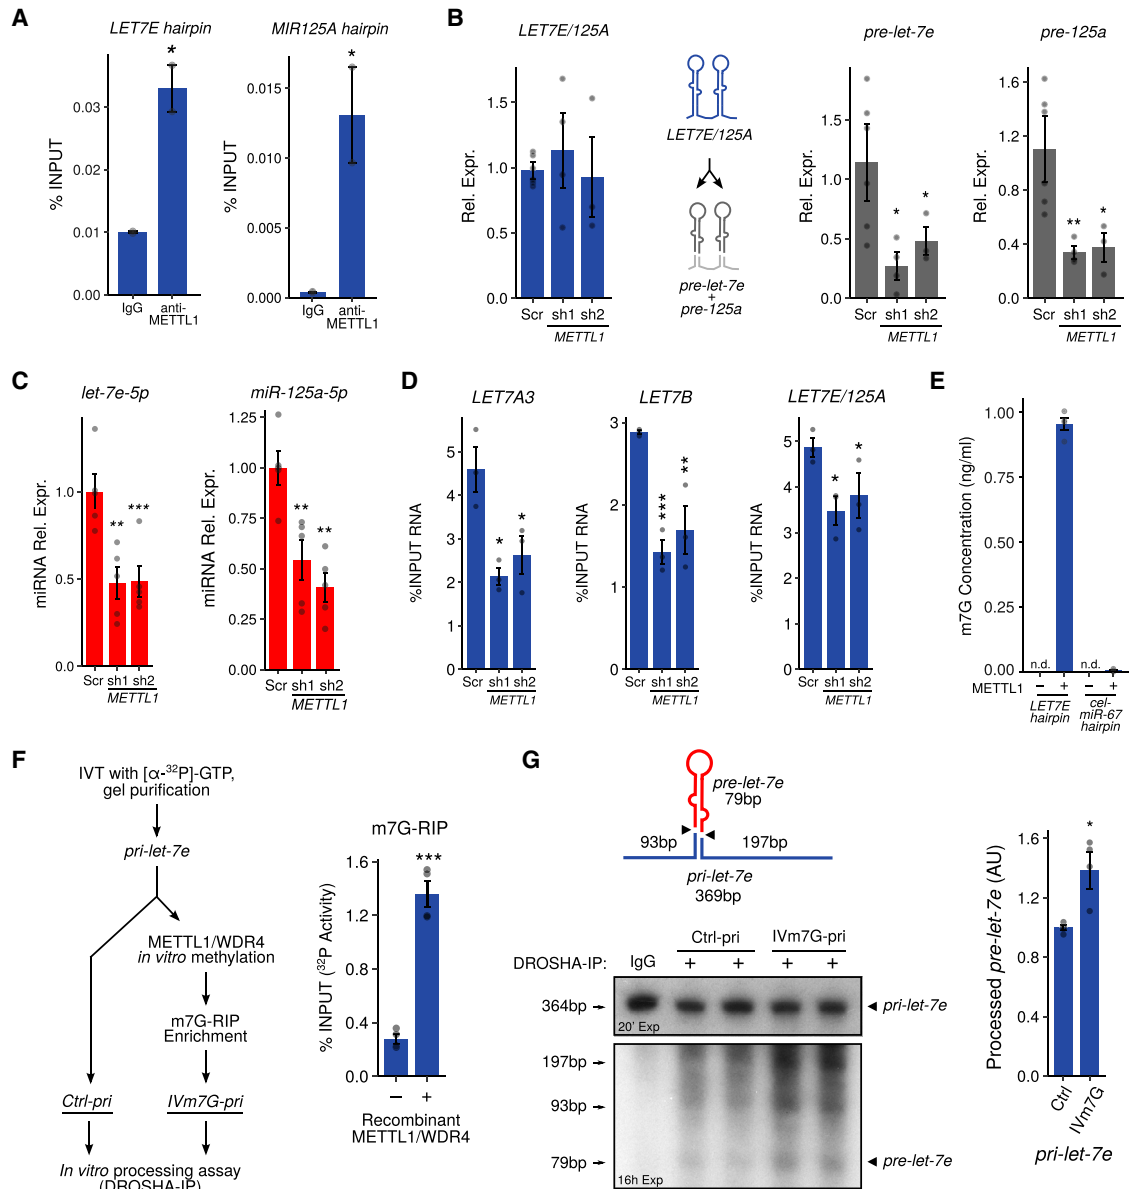 A
LET7E hairpin
MIR125A hairpin
% INPUT
0.03
0.02
0.01
0.00
*
IgG
anti-
METTL1
% INPUT
0.015
0.010
0.005
0.000
*
IgG
anti-
METTL1
B
LET7E/125A
Rel. Expr.
1.5
1.0
0.5
0.0
Scr sh1 sh2
METTL1
LET7E/125A
pre-let-7e
+
pre-125a
pre-let-7e
Rel. Expr.
1.5
1.0
0.5
0.0
* *
Scr sh1 sh2
METTL1
pre-125a
Rel. Expr.
1.6
1.2
0.8
0.4
0.0
** *
Scr sh1 sh2
METTL1
C
let-7e-5p
miRNA Rel. Expr.
1.0
0.5
0.0
** ***
Scr sh1 sh2
METTL1
miR-125a-5p
miRNA Rel. Expr.
1.25
1.00
0.75
0.50
0.25
0.00
** **
Scr sh1 sh2
METTL1
D
LET7A3
%INPUT RNA
5
4
3
2
1
0
* *
Scr sh1 sh2
METTL1
LET7B
%INPUT RNA
3
2
1
0
*** **
Scr sh1 sh2
METTL1
LET7E/125A
%INPUT RNA
5
4
3
2
1
0
* *
Scr sh1 sh2
METTL1
E
m7G Concentration (ng/ml)
1.00
0.75
0.50
0.25
0.00
n.d. n.d.
METTL1 − + − +
LET7E
hairpin
cel-
miR-67
hairpin
F
IVT with [α-³²P]-GTP,
gel purification
pri-let-7e
METTL1/WDR4
in vitro methylation
m7G-RIP
Enrichment
Ctrl-pri
IVm7G-pri
In vitro processing assay
(DROSHA-IP)
m7G-RIP
% INPUT (³²P Activity)
1.6
1.2
0.8
0.4
0.0
***
− +
Recombinant
METTL1/WDR4
G
pre-let-7e
79bp
93bp
197bp
pri-let-7e
369bp
Ctrl-pri IVm7G-pri
DROSHA-IP: IgG + + + +
364bp
pri-let-7e
20' Exp
197bp
93bp
79bp
pre-let-7e
16h Exp
Processed pre-let-7e (AU)
1.6
1.2
0.8
0.4
0.0
*
Ctrl
IVm7G
pri-let-7e